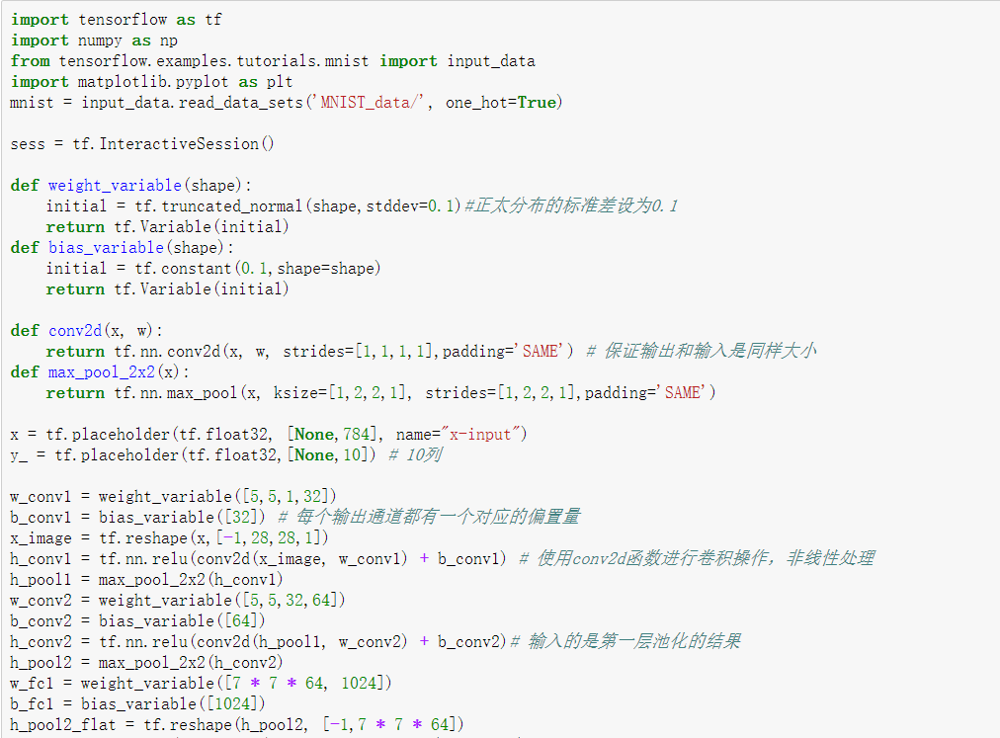 import tensorflow as tf
import numpy as np
from tensorflow.examples.tutorials.mnist import input_data
import matplotlib.pyplot as plt
mnist = input_data.read_data_sets('MNIST_data/', one_hot=True)

sess = tf.InteractiveSession()

def weight_variable(shape):
    initial = tf.truncated_normal(shape,stddev=0.1)#正太分布的标准差设为0.1
    return tf.Variable(initial)
def bias_variable(shape):
    initial = tf.constant(0.1,shape=shape)
    return tf.Variable(initial)

def conv2d(x, w):
    return tf.nn.conv2d(x, w, strides=[1,1,1,1],padding='SAME') # 保证输出和输入是同样大小
def max_pool_2x2(x):
    return tf.nn.max_pool(x, ksize=[1,2,2,1], strides=[1,2,2,1],padding='SAME')

x = tf.placeholder(tf.float32, [None,784], name="x-input")
y_ = tf.placeholder(tf.float32,[None,10]) # 10列

w_conv1 = weight_variable([5,5,1,32])
b_conv1 = bias_variable([32]) # 每个输出通道都有一个对应的偏置量
x_image = tf.reshape(x,[-1,28,28,1])
h_conv1 = tf.nn.relu(conv2d(x_image, w_conv1) + b_conv1) # 使用conv2d函数进行卷积操作，非线性处理
h_pool1 = max_pool_2x2(h_conv1)
w_conv2 = weight_variable([5,5,32,64])
b_conv2 = bias_variable([64])
h_conv2 = tf.nn.relu(conv2d(h_pool1, w_conv2) + b_conv2)# 输入的是第一层池化的结果
h_pool2 = max_pool_2x2(h_conv2)
w_fc1 = weight_variable([7 * 7 * 64, 1024])
b_fc1 = bias_variable([1024])
h_pool2_flat = tf.reshape(h_pool2, [-1,7 * 7 * 64])